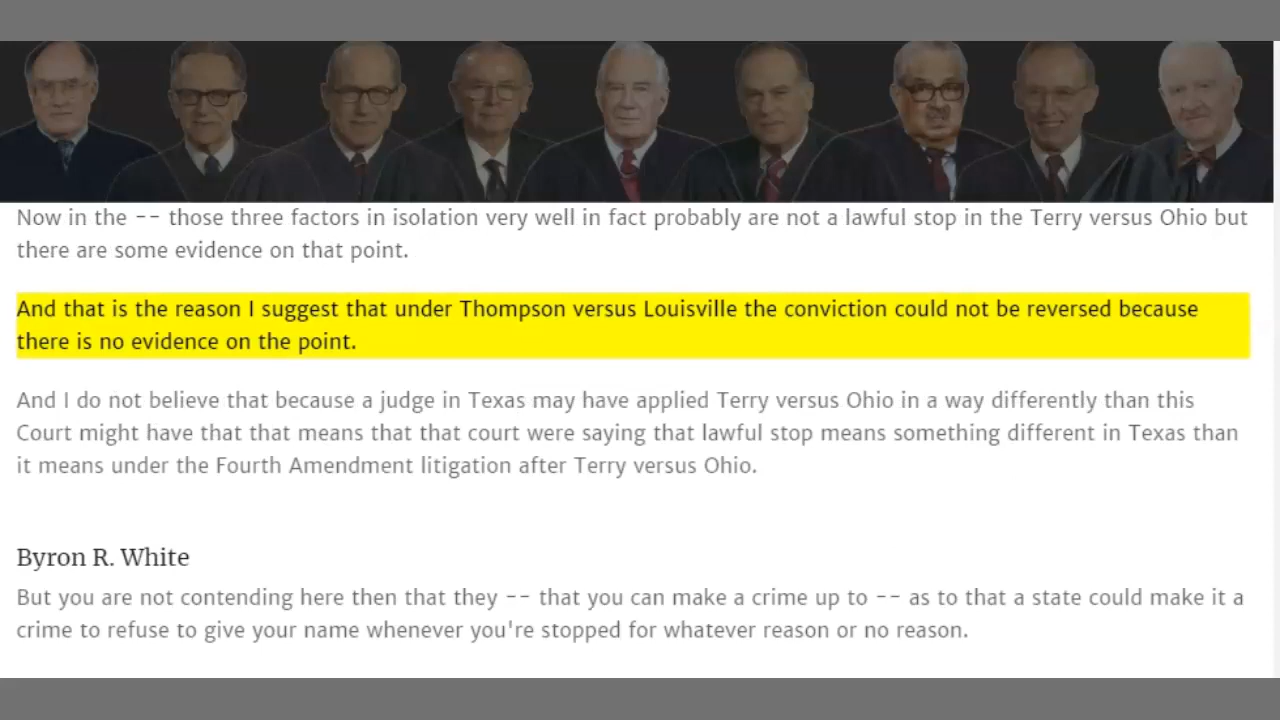 Now in the -- those three factors in isolation very well in fact probably are not a lawful stop in the Terry versus Ohio but
there are some evidence on that point.
And that is the reason I suggest that under Thompson versus Louisville the conviction could not be reversed because
there is no evidence on the point.
And I do not believe that because a judge in Texas may have applied Terry versus Ohio in a way differently than this
Court might have that that means that that court were saying that lawful stop means something different in Texas than
it means under the Fourth Amendment litigation after Terry versus Ohio.
Byron R. White
But you are not contending here then that they -- that you can make a crime up to -- as to that a state could make it a
crime to refuse to give your name whenever you're stopped for whatever reason or no reason.